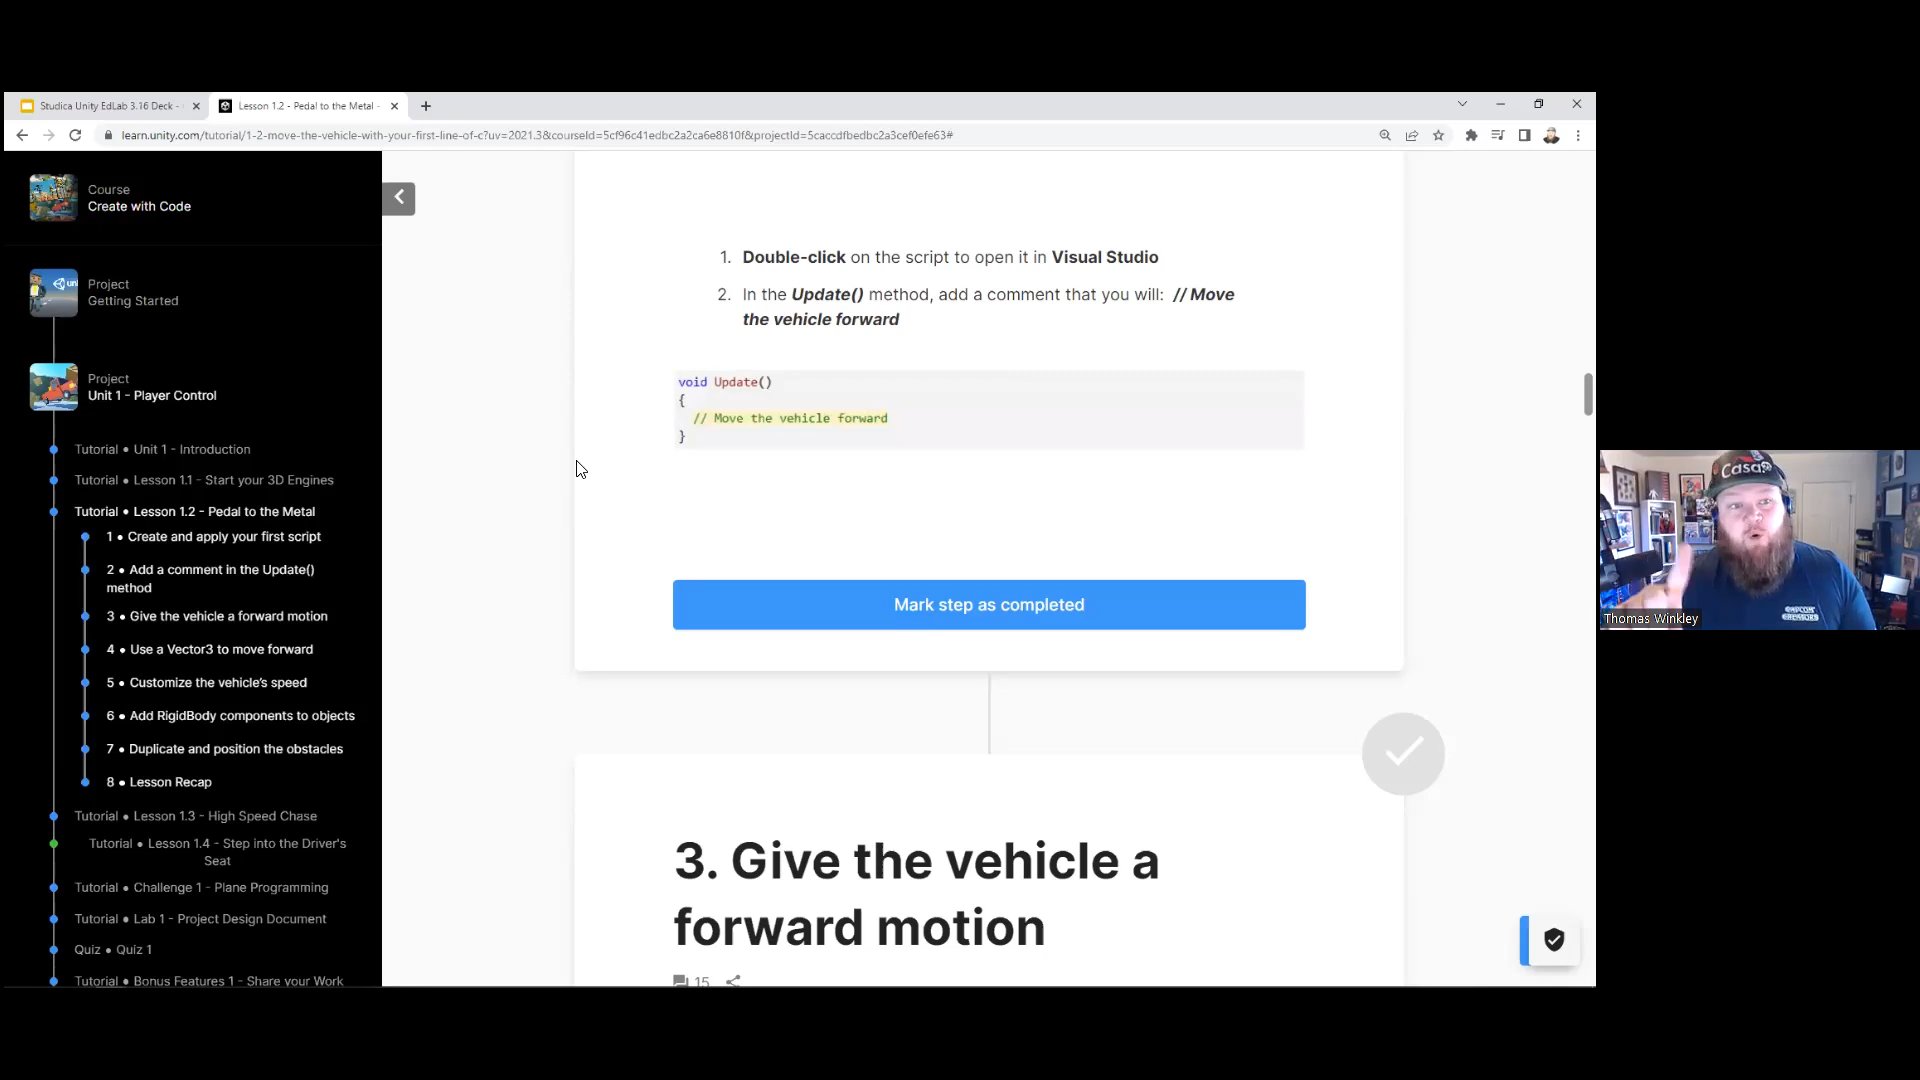 Studica Unity EdLab 3.16 Deck -
Lesson 1.2 - Pedal to the Metal -
learn.unity.com/tutorial/1-2-move-the-vehicle-with-your-first-line-of-c?uv=2021.3&courseId=5cf96c41edbc2a2ca6e8810f&projectId=5caccdfbedbc2a3cef0efe63#
Course
Create with Code
Project
Getting Started
Project
Unit 1 - Player Control
Tutorial • Unit 1 - Introduction
Tutorial • Lesson 1.1 - Start your 3D Engines
Tutorial • Lesson 1.2 - Pedal to the Metal
1 • Create and apply your first script
2 • Add a comment in the Update()
method
3 • Give the vehicle a forward motion
4 • Use a Vector3 to move forward
5 • Customize the vehicle's speed
6 • Add RigidBody components to objects
7 • Duplicate and position the obstacles
8 • Lesson Recap
Tutorial • Lesson 1.3 - High Speed Chase
Tutorial • Lesson 1.4 - Step into the Driver's
Seat
Tutorial • Challenge 1 - Plane Programming
Tutorial • Lab 1 - Project Design Document
Quiz • Quiz 1
Tutorial • Bonus Features 1 - Share your Work
1. Double-click on the script to open it in Visual Studio
2. In the Update() method, add a comment that you will: // Move
the vehicle forward
void Update()
{
// Move the vehicle forward
}
Mark step as completed
3. Give the vehicle a
forward motion
15
Thomas Winkley